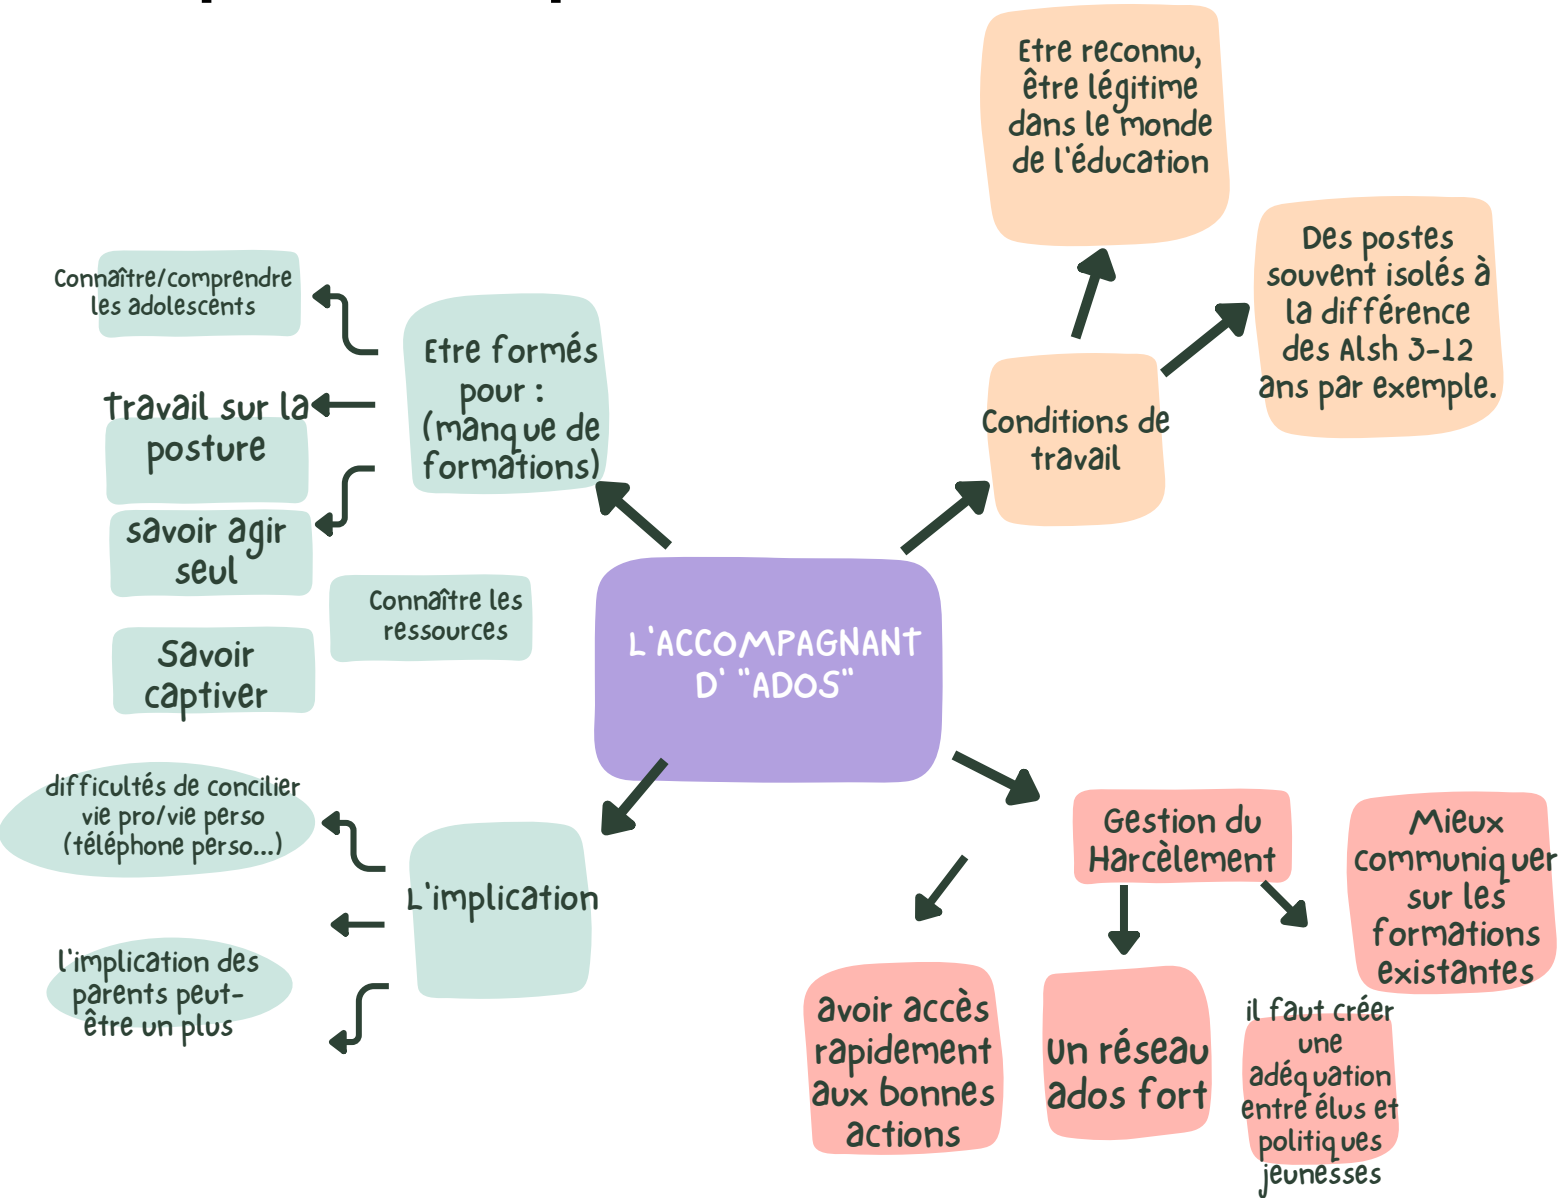 Etre reconnu,
être légitime
dans le monde
de l'éducation
Des postes
souvent isolés à
la différence
des Alsh 3-12
ans par exemple.
Conditions de
travail
Connaître/comprendre
les adolescents
Etre formés
pour :
(manque de
formations)
Travail sur la
posture
savoir agir
seul
Connaître les
ressources
Savoir
captiver
L'ACCOMPAGNANT
D' "ADOS"
difficultés de concilier
vie pro/vie perso
(téléphone perso...)
L'implication
l'implication des
parents peut-
être un plus
Gestion du
Harcèlement
Mieux
communiquer
sur les
formations
existantes
avoir accès
rapidement
aux bonnes
actions
un réseau
ados fort
il faut créer
une
adéquation
entre élus et
politiques
jeunesses